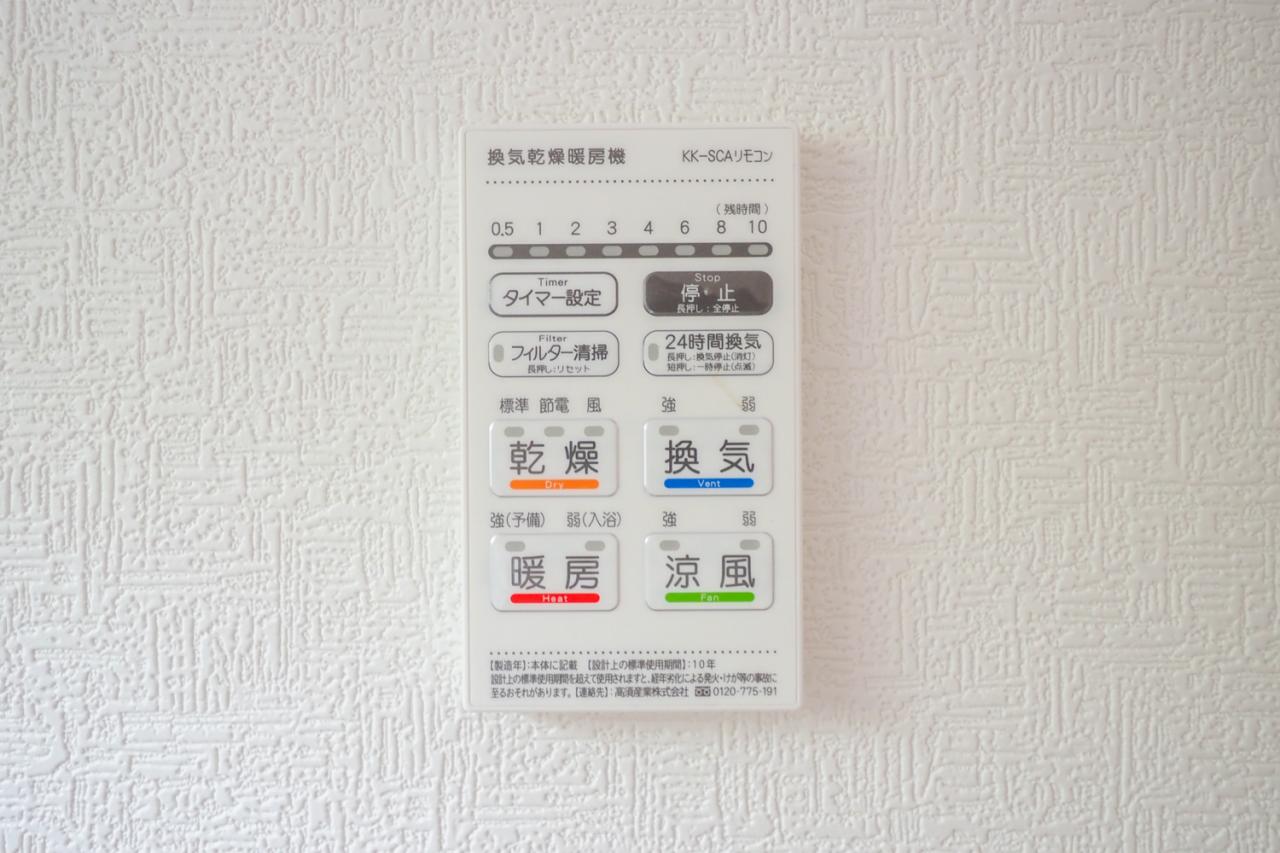 換気乾燥暖房機 KK-SCAリモコン
(残時間)
0.5 1 2 3 4 6 8 10
Timer
タイマー設定
Stop
停止
長押し:全停止
Filter
フィルター清掃
長押し:リセット
24時間換気
長押し:換気停止(消灯)
短押し:一時停止(点滅)
標準 節電 風
乾燥
Dry
強 弱
換気
Vent
強(予備) 弱(入浴)
暖房
Heat
強 弱
涼風
Fan
【製造年】:本体に記載 【設計上の標準使用期間】:10年
設計上の標準使用期間を超えて使用されますと、経年劣化による発火・けが等の事故に
至るおそれがあります。【連絡先】:高須産業株式会社 0120-775-191